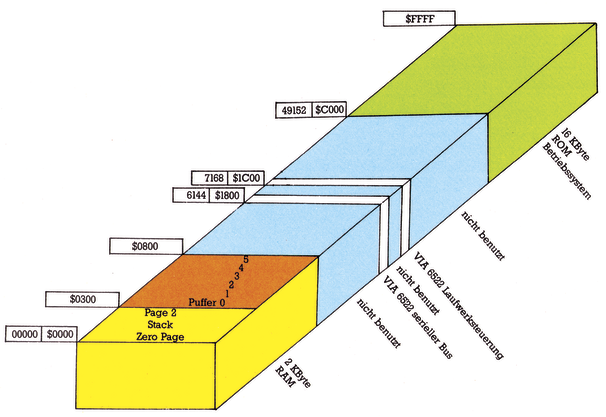 $FFFF
49152 $C000
7168 $1C00
6144 $1800
$0800
$0300
00000 $0000
5
4
3
2
1
Puffer 0
Page 2
Stack
Zero Page
16 KByte
ROM
Betriebssystem
nicht benutzt
VIA 6522 Laufwerksteuerung
nicht benutzt
VIA 6522 serieller Bus
nicht benutzt
2 KByte
RAM